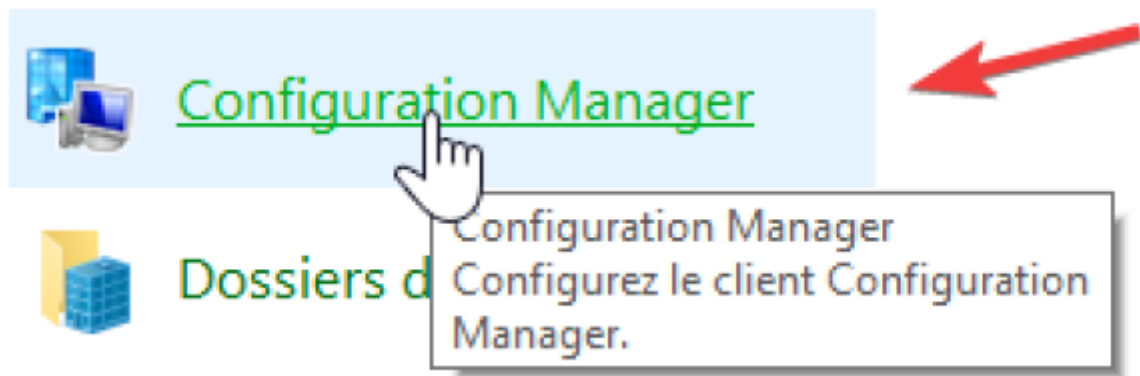 Configuration Manager
Dossiers d
Configuration Manager
Configurez le client Configuration
Manager.